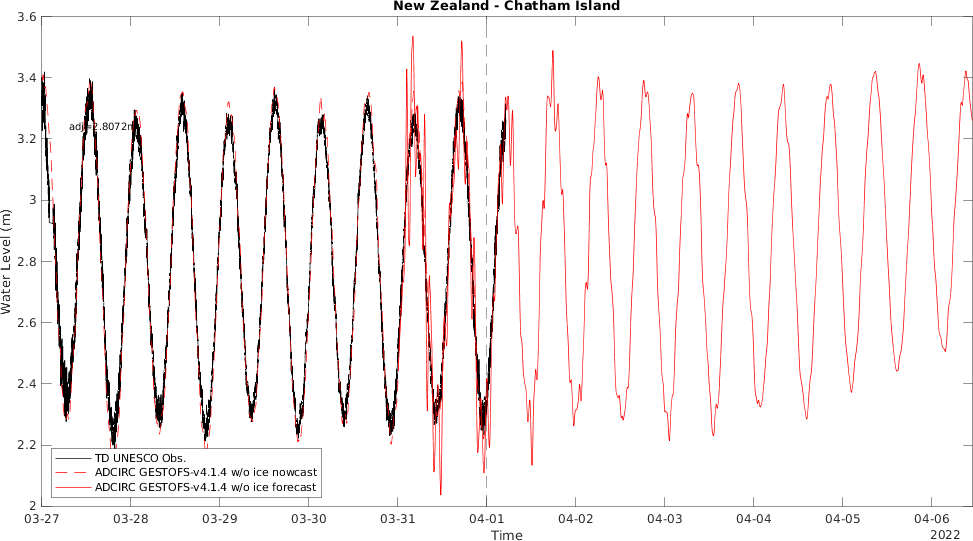 New Zealand - Chatham Island
3.6
3.4
3.2
3
2.8
2.6
2.4
2.2
2
Water Level (m)
adj=2.8072m
TD UNESCO Obs.
ADCIRC GESTOFS-v4.1.4 w/o ice nowcast
ADCIRC GESTOFS-v4.1.4 w/o ice forecast
03-27 03-28 03-29 03-30 03-31 04-01 04-02 04-03 04-04 04-05 04-06
Time 2022